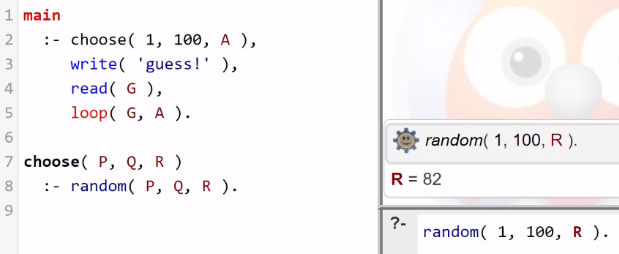 1 main
2 :- choose( 1, 100, A ),
3 write( 'guess!' ),
4 read( G ),
5 loop( G, A ).
6
7 choose( P, Q, R )
8 :- random( P, Q, R ).
9
random( 1, 100, R ).
R = 82
?- random( 1, 100, R ).